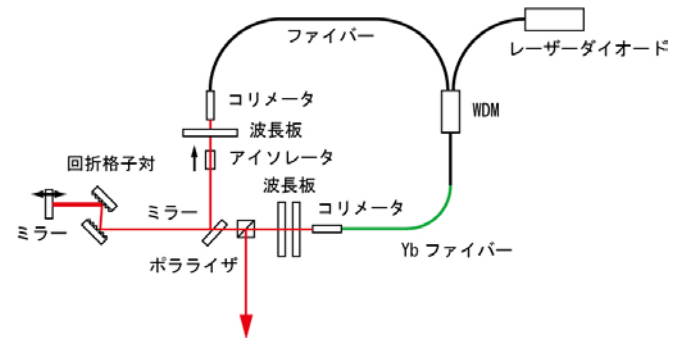 ファイバー
レーザーダイオード
コリメータ
WDM
波長板
アイソレータ
回折格子対
波長板
ミラー
コリメータ
ミラー
Yb ファイバー
ポラライザ